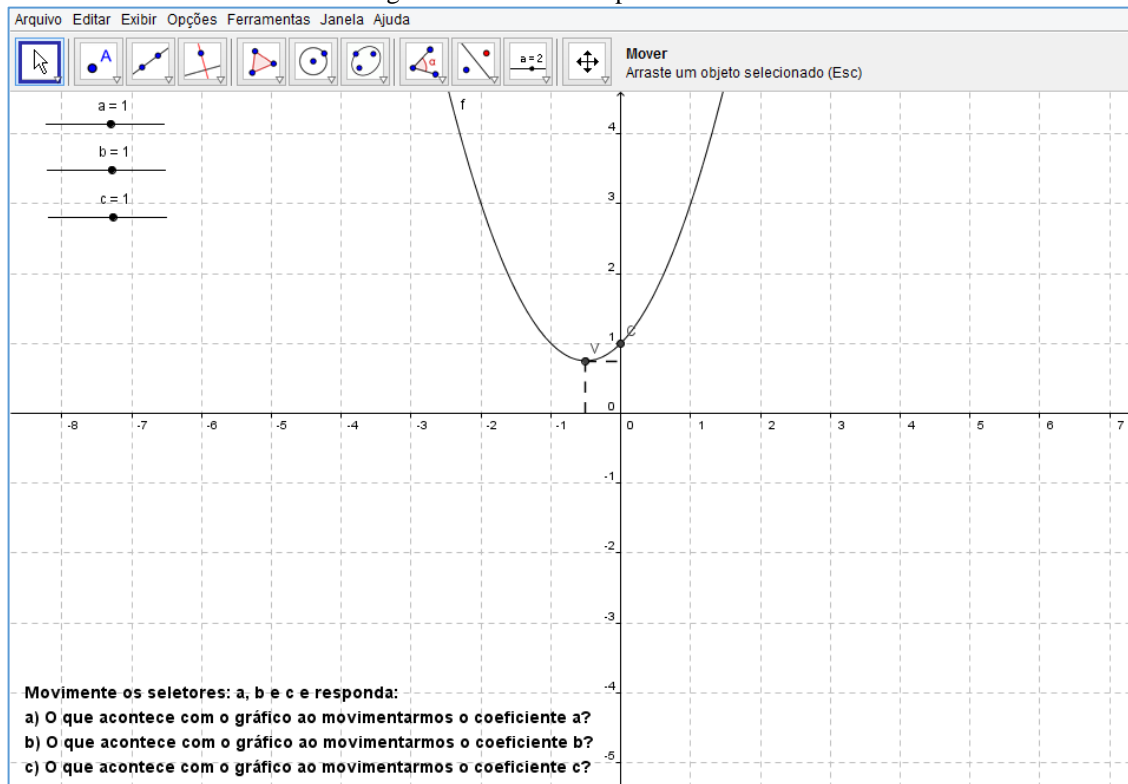 Arquivo Editar Exibir Opções Ferramentas Janela Ajuda
A
α
a = 2
Mover
Arraste um objeto selecionado (Esc)
a = 1
b = 1
c = 1
f
4
3
2
1
C
V
0
-8 -7 -6 -5 -4 -3 -2 -1 0 1 2 3 4 5 6 7
-1
-2
-3
-4
-5
Movimente os seletores: a, b e c e responda:
a) O que acontece com o gráfico ao movimentarmos o coeficiente a?
b) O que acontece com o gráfico ao movimentarmos o coeficiente b?
c) O que acontece com o gráfico ao movimentarmos o coeficiente c?